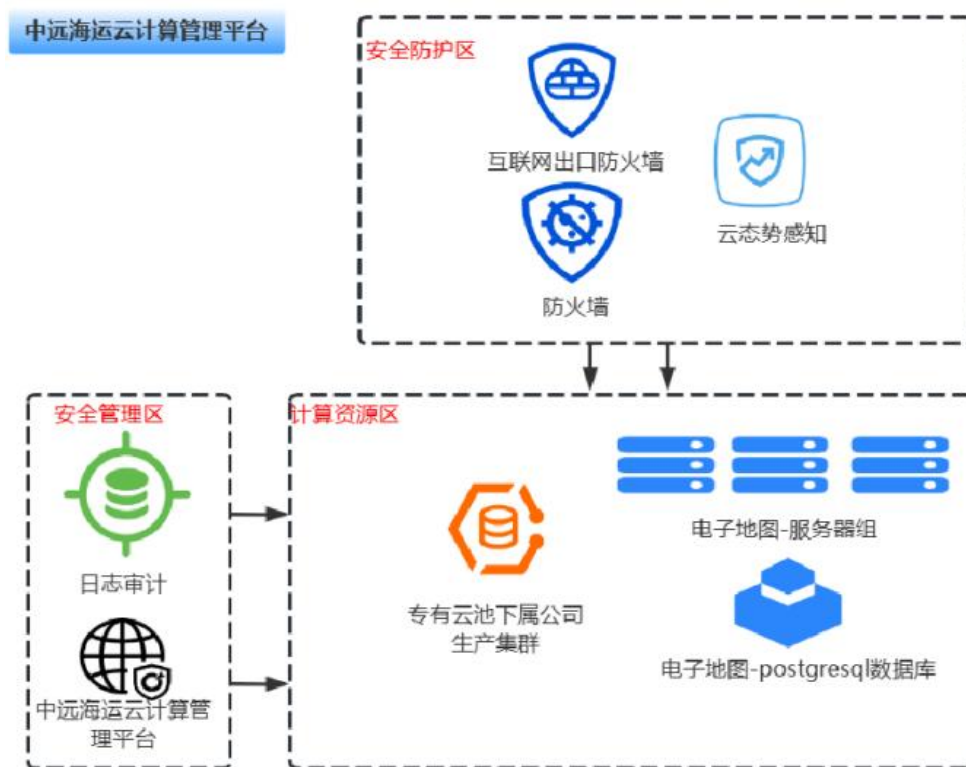 中远海运云计算管理平台
安全防护区
互联网出口防火墙
云态势感知
防火墙
安全管理区
日志审计
中远海运云计算管
理平台
计算资源区
电子地图-服务器组
专有云池下属公司
生产集群
电子地图-postgresql数据库